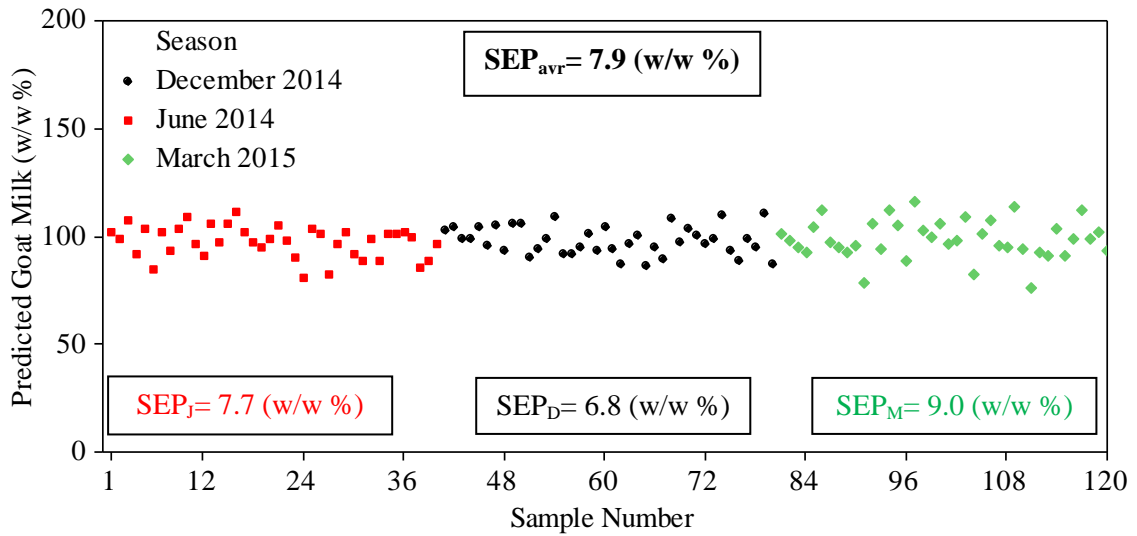 200
150
100
50
0
Predicted Goat Milk (w/w %)
Season
December 2014
June 2014
March 2015
SEPavr= 7.9 (w/w %)
SEPJ= 7.7 (w/w %)
SEPD= 6.8 (w/w %)
SEPM= 9.0 (w/w %)
1 12 24 36 48 60 72 84 96 108 120
Sample Number